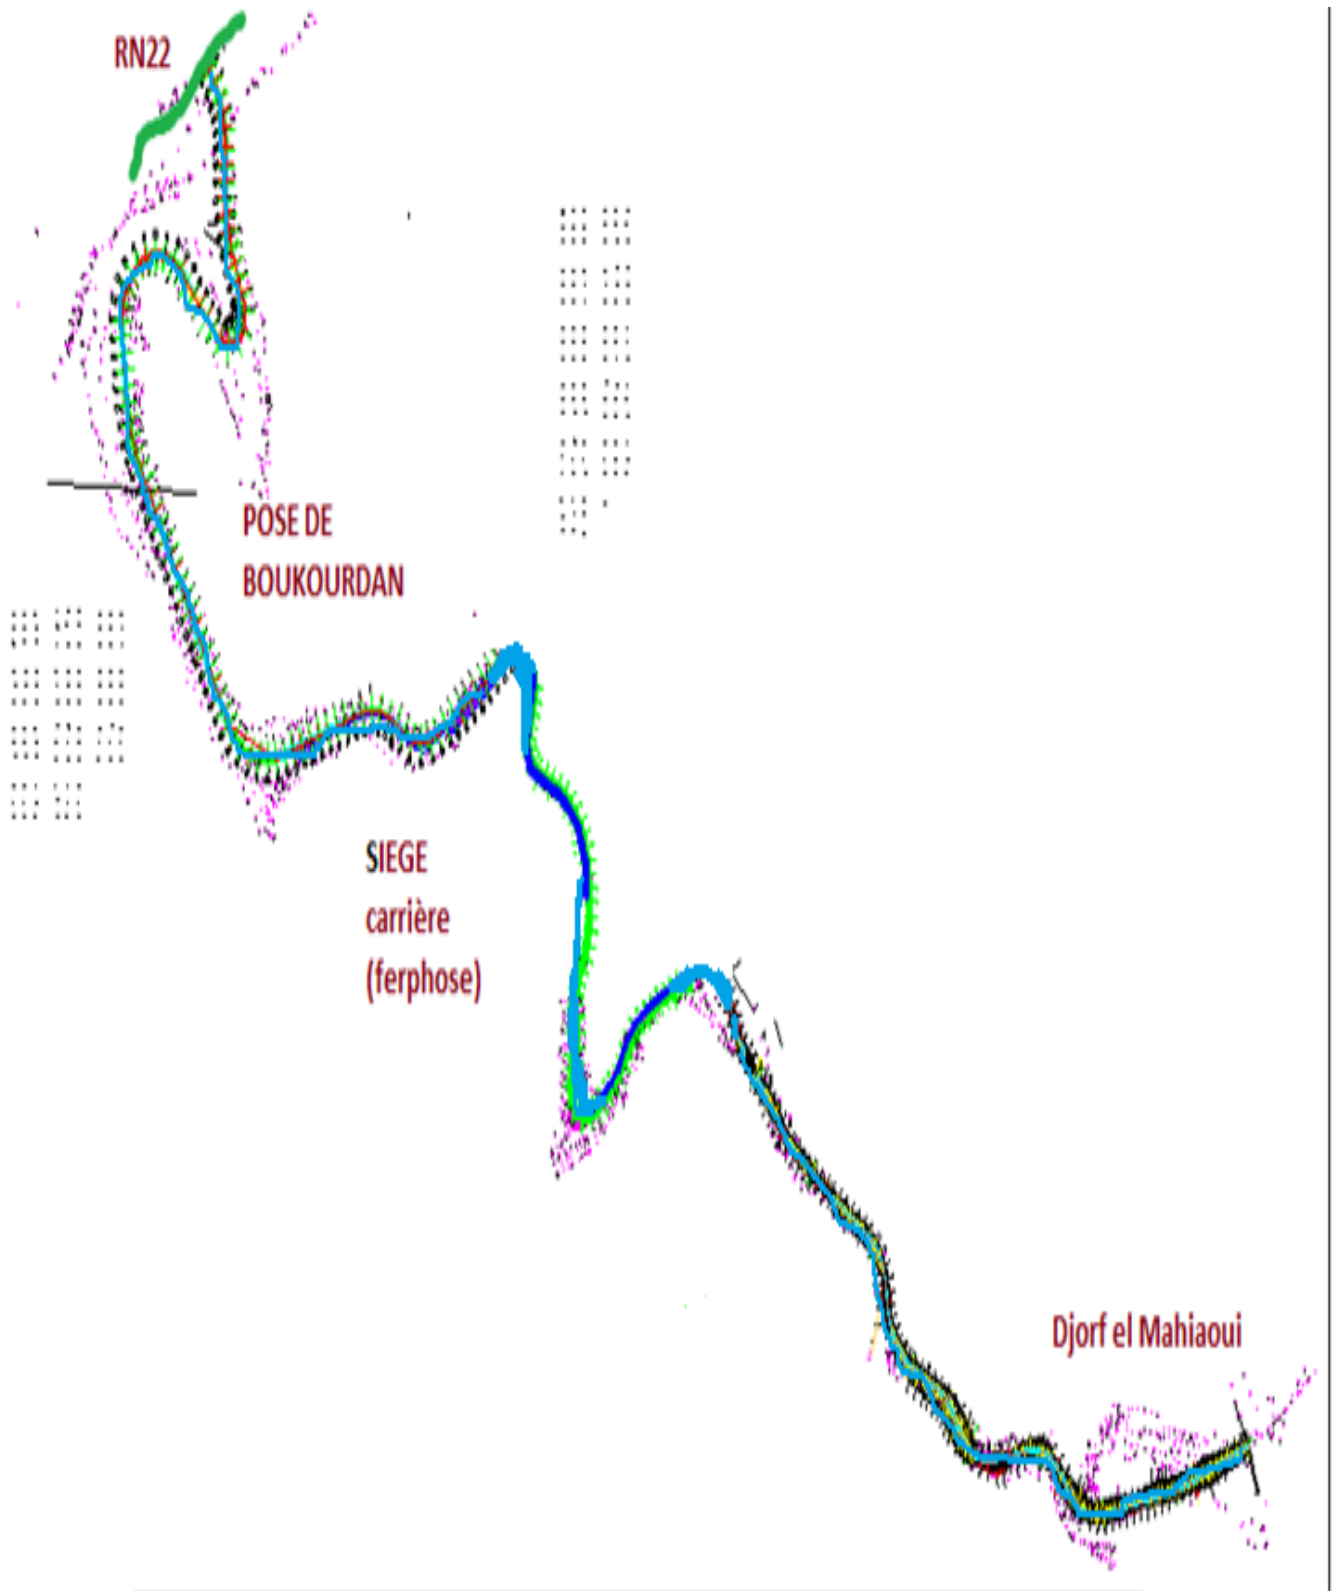 RN22
POSE DE
BOUKOURDAN
SIEGE
carrière
(ferphose)
Djorf el Mahiaoui